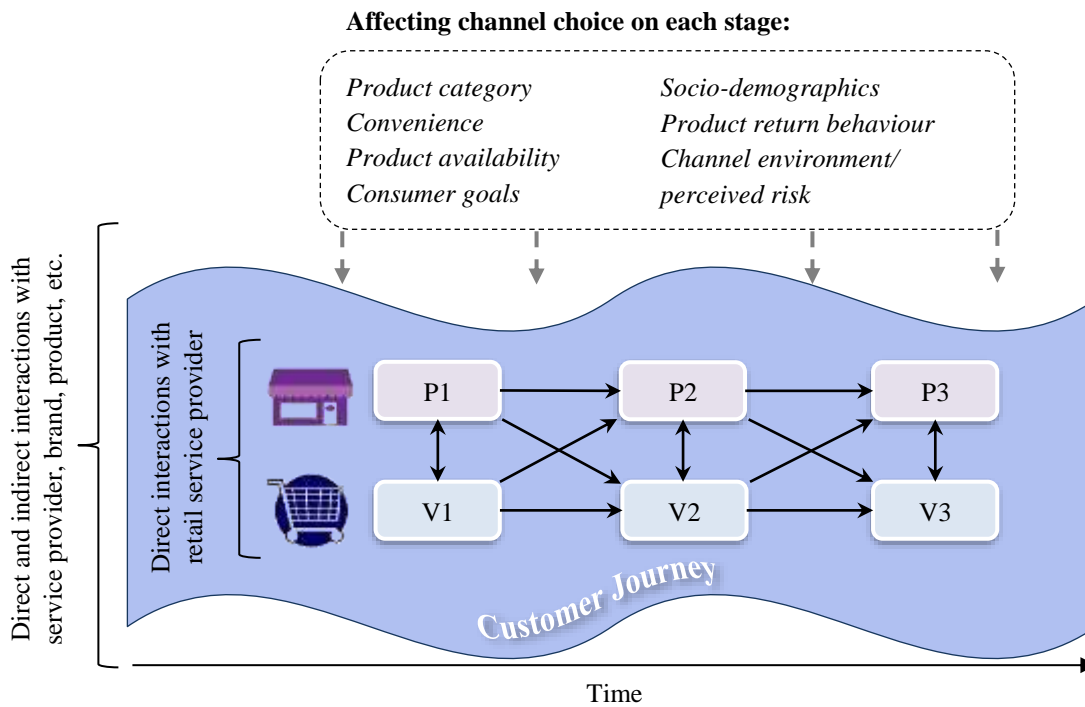 Affecting channel choice on each stage:
Product category
Convenience
Product availability
Consumer goals
Socio-demographics
Product return behaviour
Channel environment/
perceived risk
Direct and indirect interactions with
service provider, brand, product, etc.
Direct interactions with
retail service provider
P1
P2
P3
V1
V2
V3
Customer Journey
Time